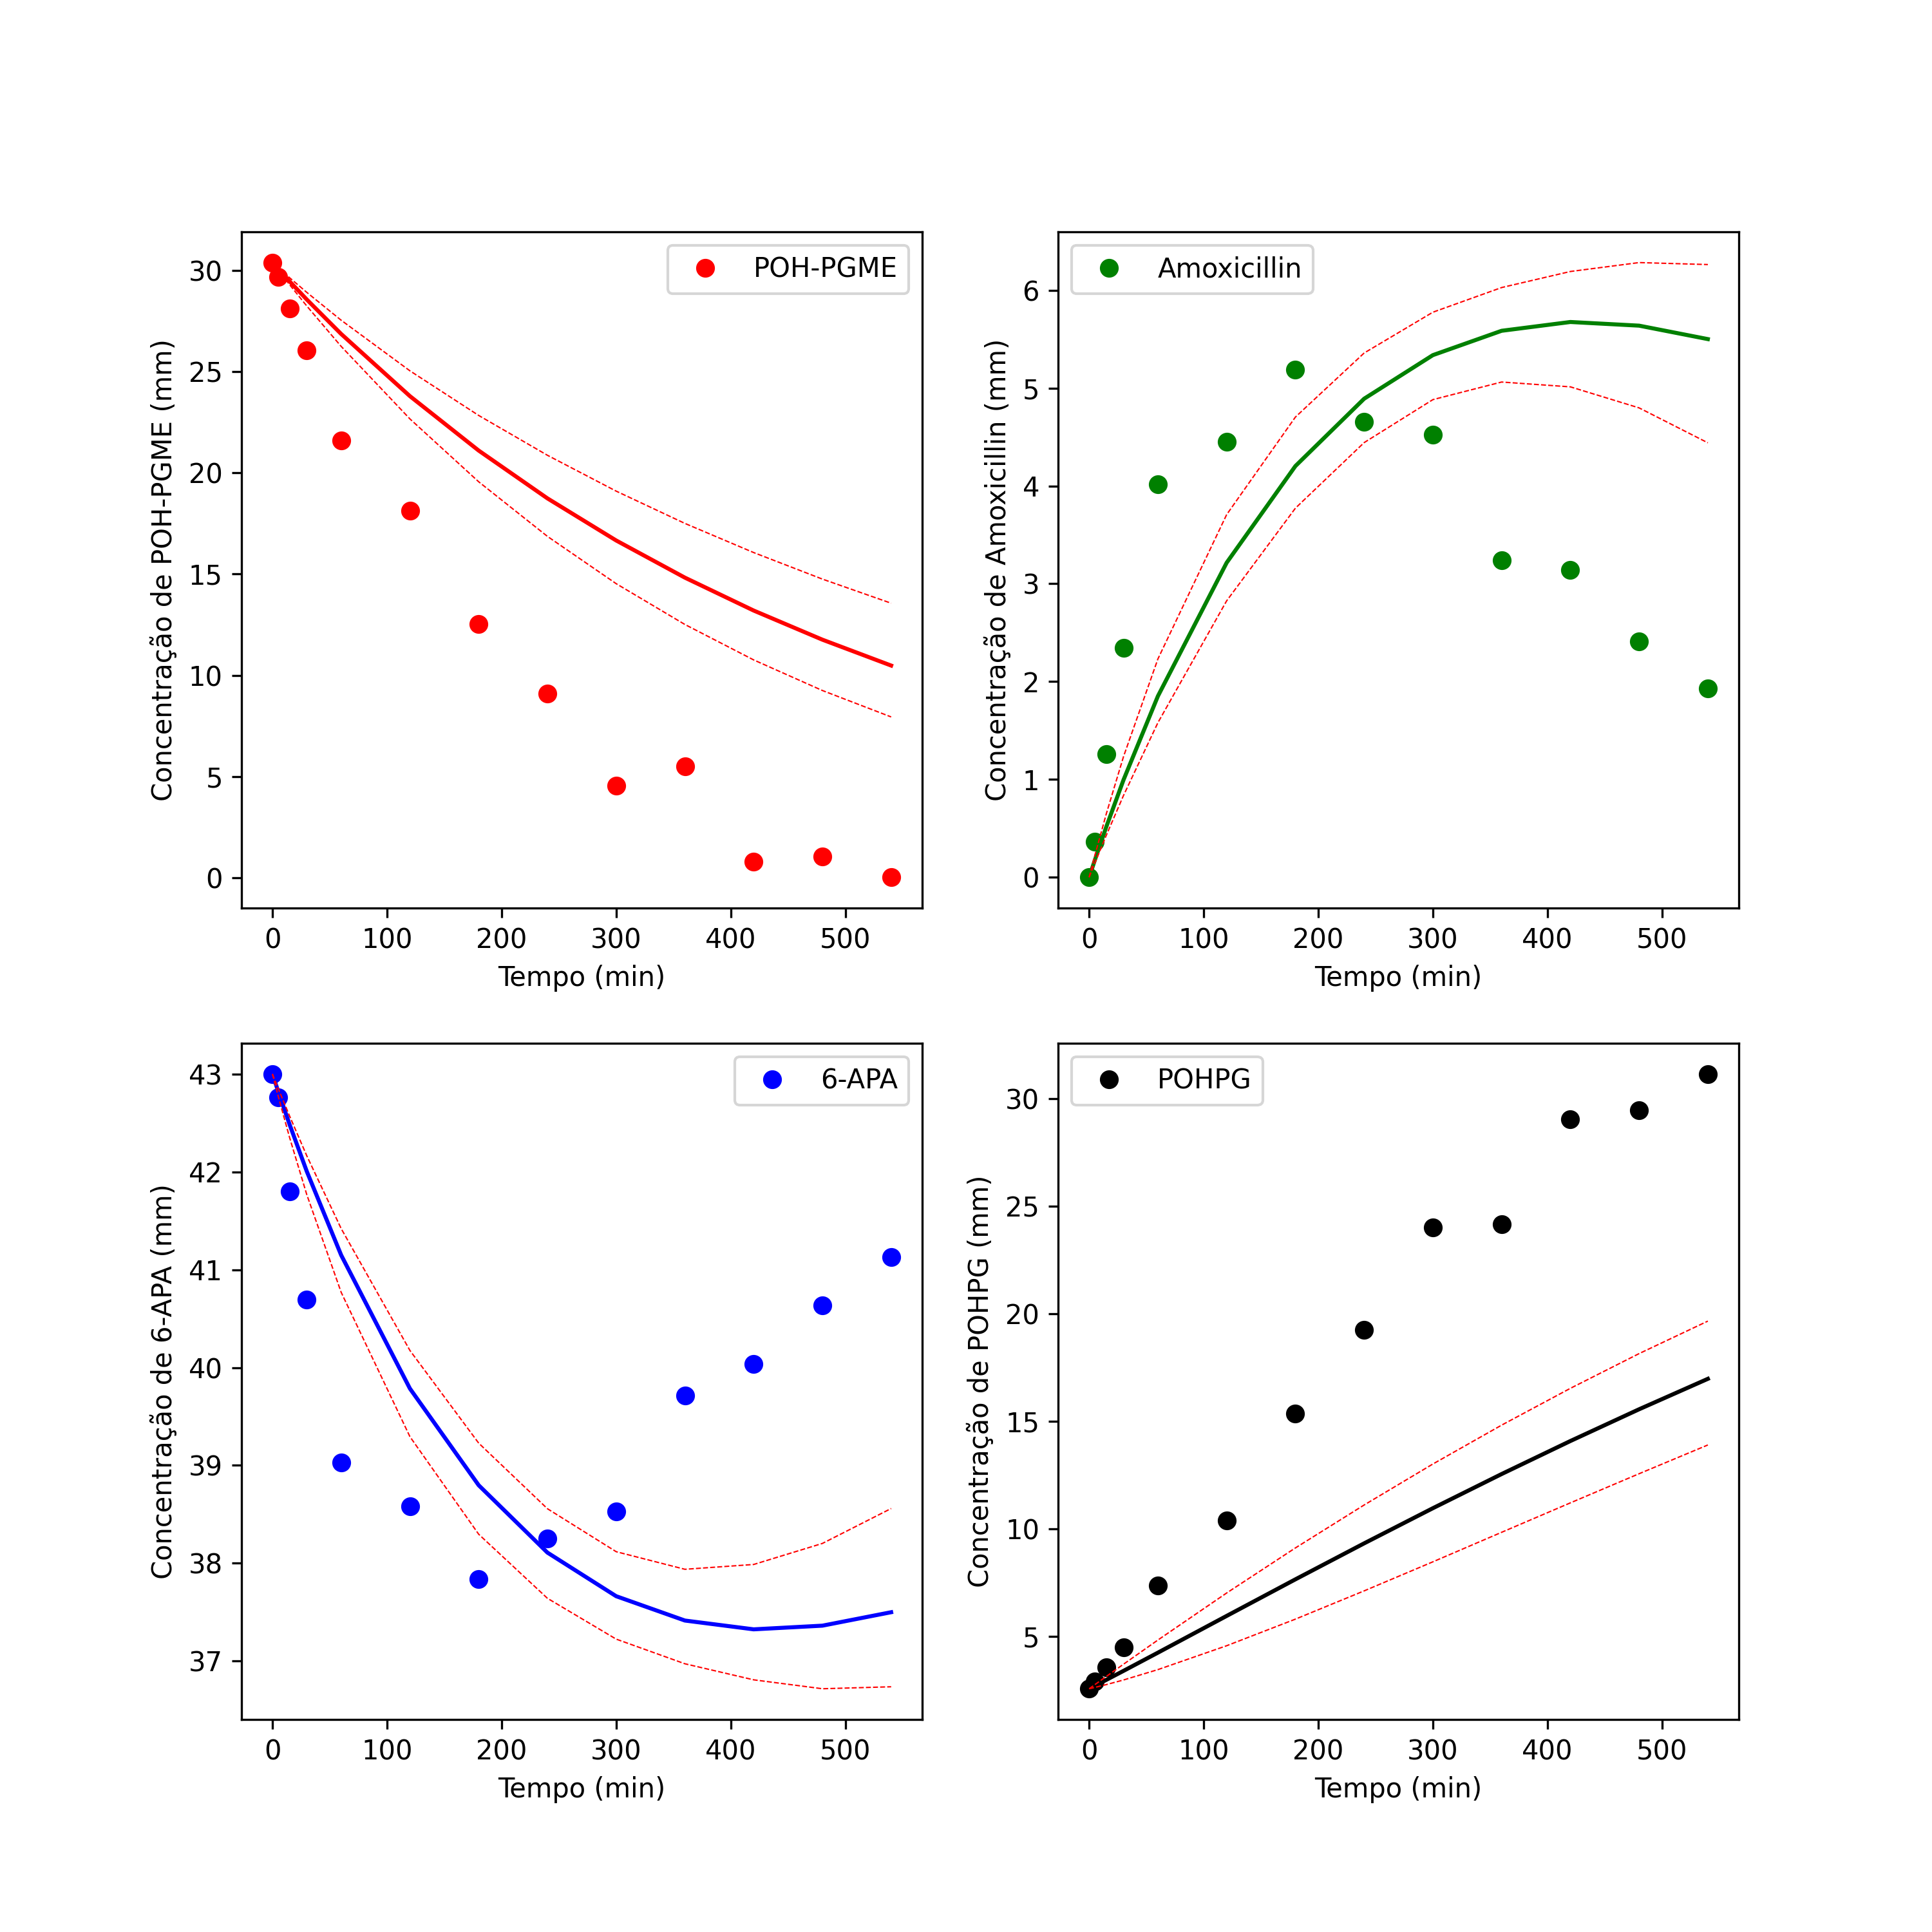 POH-PGME
Concentração de POH-PGME (mm)
30
25
20
15
10
5
0
0 100 200 300 400 500
Tempo (min)
Amoxicillin
Concentração de Amoxicillin (mm)
6
5
4
3
2
1
0
0 100 200 300 400 500
Tempo (min)
6-APA
Concentração de 6-APA (mm)
43
42
41
40
39
38
37
0 100 200 300 400 500
Tempo (min)
POHPG
Concentração de POHPG (mm)
30
25
20
15
10
5
0 100 200 300 400 500
Tempo (min)